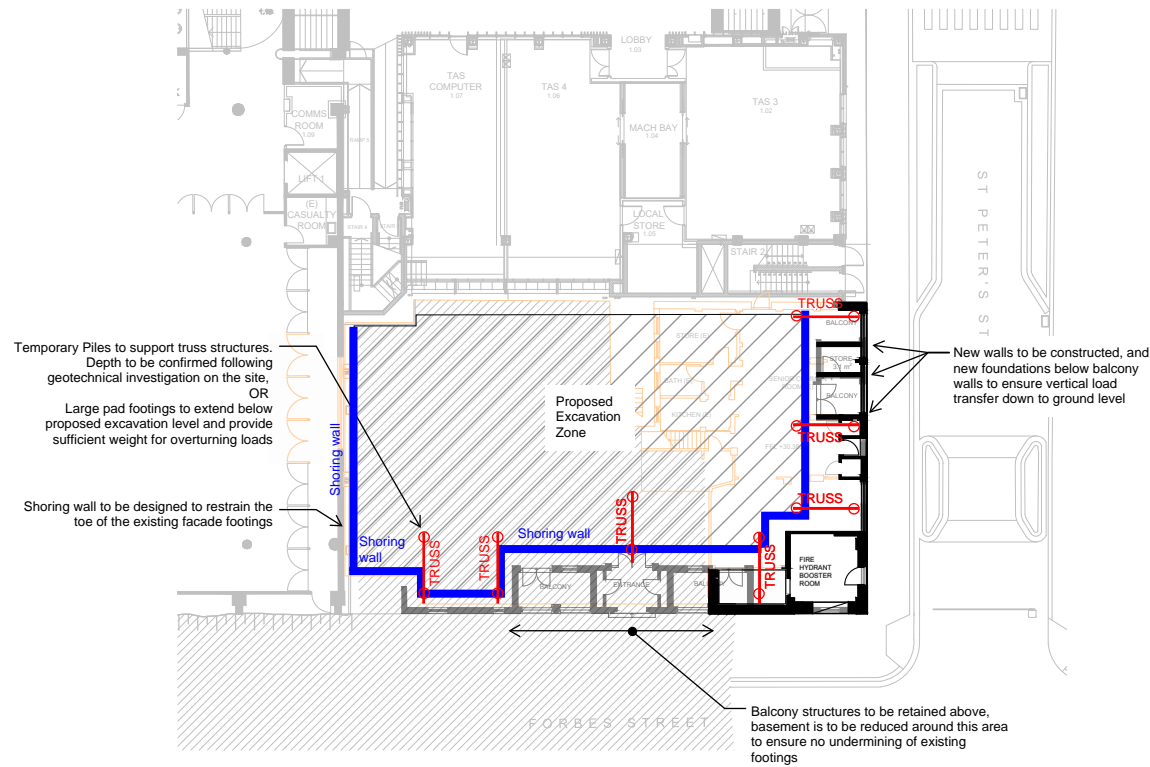 LOBBY
1.03
TAS
COMPUTER
1.07
TAS 4
1.06
TAS 3
1.02
COMMS
ROOM
1.09
MACH BAY
1.04
LIFT 1
(E)
CASUALTY
ROOM
LOCAL
STORE
1.05
STAIR 2
ST PETER'S ST
TRUSS
BALCONY
STORE
BALCONY
TRUSS
TRUSS
STORE (E)
BATH (E)
KITCHEN (E)
Temporary Piles to support truss structures.
Depth to be confirmed following
geotechnical investigation on the site,
OR
Large pad footings to extend below
proposed excavation level and provide
sufficient weight for overturning loads
New walls to be constructed, and
new foundations below balcony
walls to ensure vertical load
transfer down to ground level
Proposed
Excavation
Zone
Shoring wall
Shoring wall to be designed to restrain the
toe of the existing facade footings
Shoring
wall
TRUSS
TRUSS
Shoring wall
TRUSS
TRUSS
FIRE
HYDRANT
BOOSTER
ROOM
BALCONY
ENTRANCE
FORBES STREET
Balcony structures to be retained above,
basement is to be reduced around this area
to ensure no undermining of existing
footings